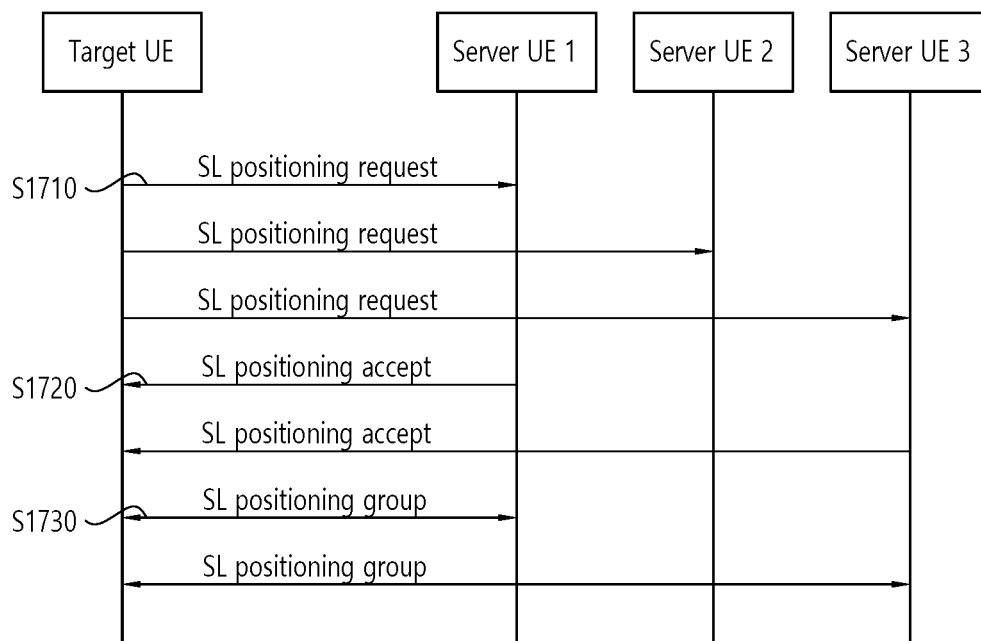 Target UE
Server UE 1
Server UE 2
Server UE 3
SL positioning request
S1710
SL positioning request
SL positioning request
SL positioning accept
S1720
SL positioning accept
SL positioning group
S1730
SL positioning group